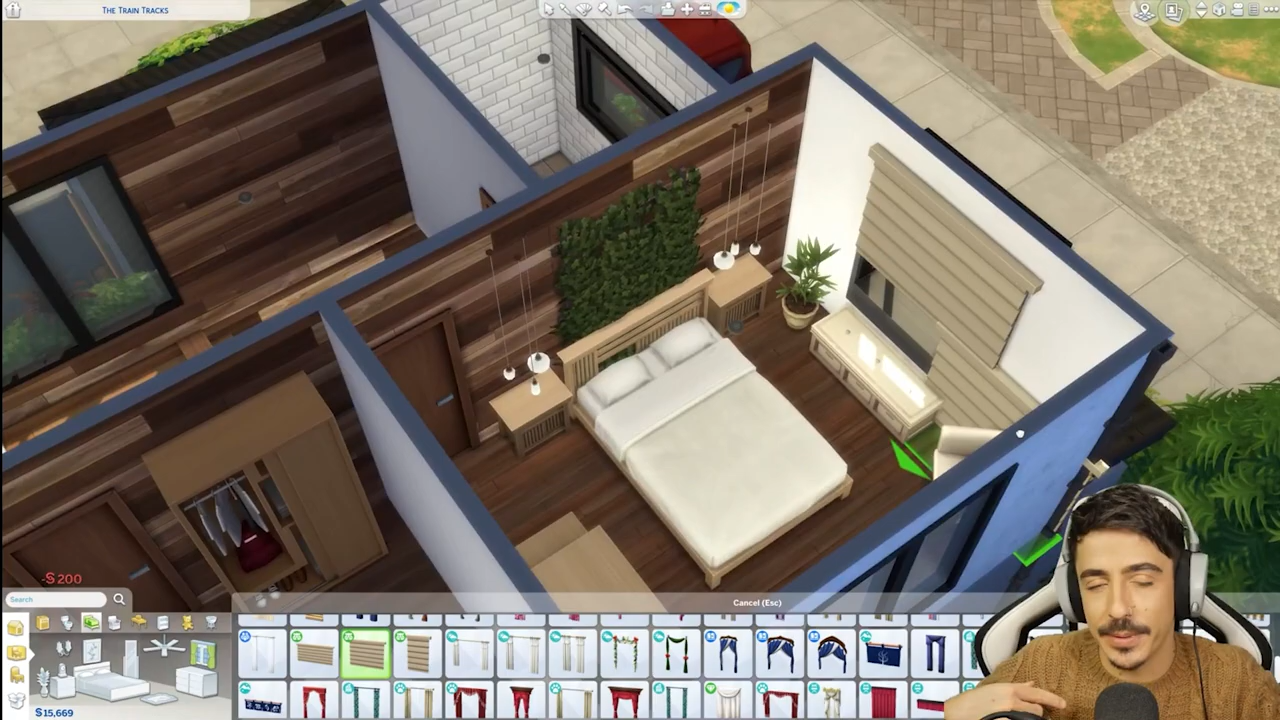 THE TRAIN TRACKS
-§200
Search
Cancel (Esc)
§15,669